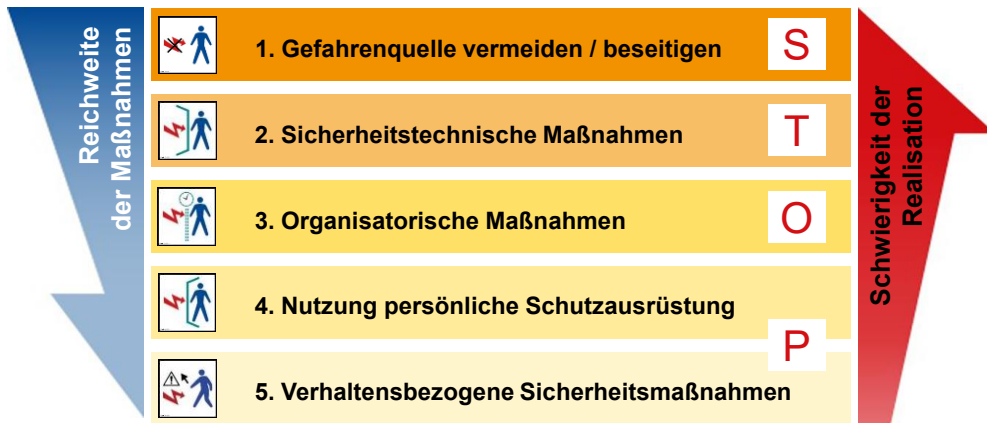 Reichweite
der Maßnahmen
1. Gefahrenquelle vermeiden / beseitigen
S
2. Sicherheitstechnische Maßnahmen
T
3. Organisatorische Maßnahmen
O
4. Nutzung persönliche Schutzausrüstung
P
5. Verhaltensbezogene Sicherheitsmaßnahmen
Schwierigkeit der
Realisation